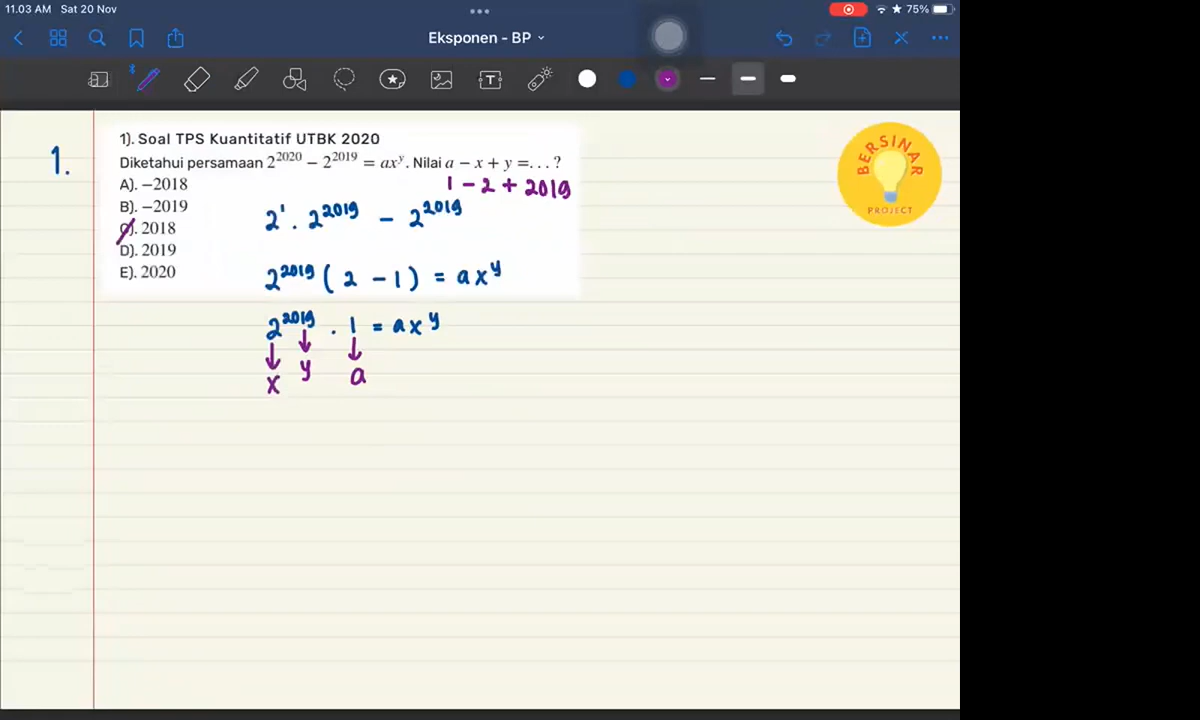 11.03 AM Sat 20 Nov
75%
Eksponen - BP
T
1.
1). Soal TPS Kuantitatif UTBK 2020
Diketahui persamaan 2^2020 − 2^2019 = ax^y. Nilai a − x + y =. . . ?
1 - 2 + 2019
A). −2018
B). −2019
C). 2018
D). 2019
E). 2020
2^1 . 2^2019 - 2^2019
2^2019 ( 2 - 1 ) = ax^y
2^2019 . 1 = ax^y
x y a
BERSINAR
PROJECT